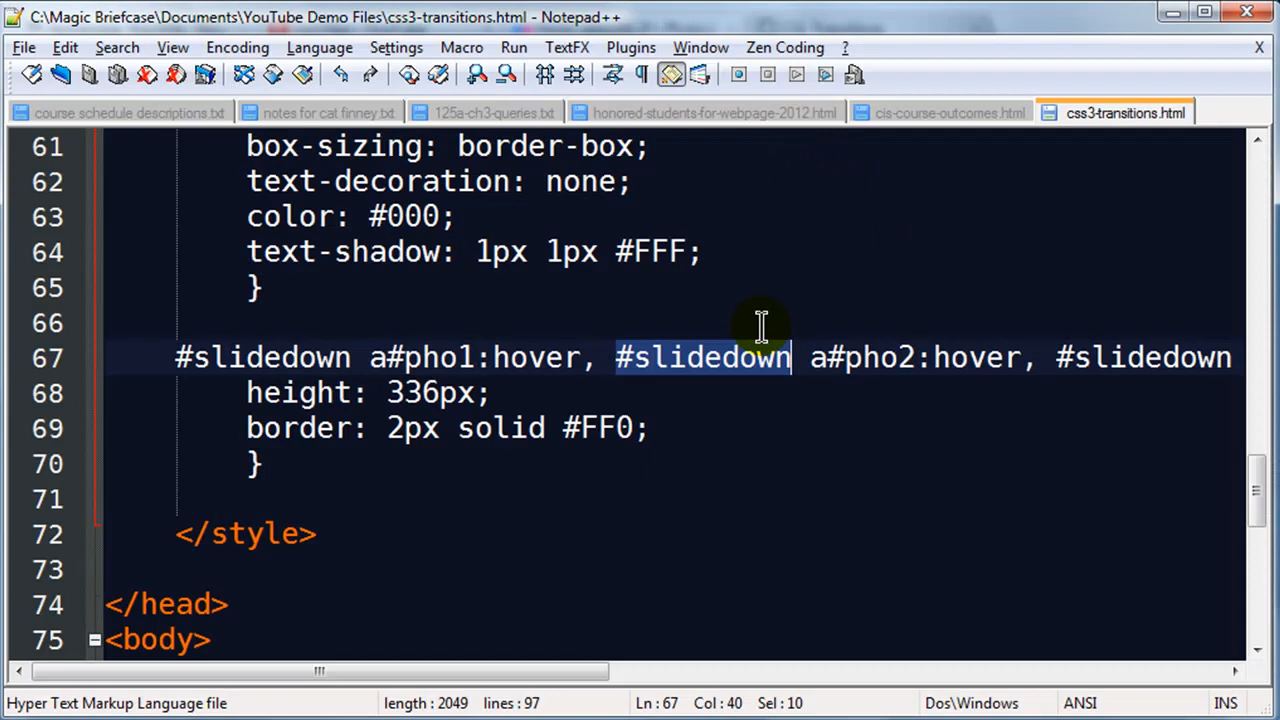 C:\Magic Briefcase\Documents\YouTube Demo Files\css3-transitions.html - Notepad++
File Edit Search View Encoding Language Settings Macro Run TextFX Plugins Window Zen Coding ? X
course schedule descriptions.txt notes for cat finney.txt 125a-ch3-queries.txt honored-students-for-webpage-2012.html cis-course-outcomes.html css3-transitions.html
61 box-sizing: border-box;
62 text-decoration: none;
63 color: #000;
64 text-shadow: 1px 1px #FFF;
65 }
66
67 #slidedown a#pho1:hover, #slidedown a#pho2:hover, #slidedown
68 height: 336px;
69 border: 2px solid #FF0;
70 }
71
72 </style>
73
74 </head>
75 <body>
Hyper Text Markup Language file length : 2049 lines : 97 Ln : 67 Col : 40 Sel : 10 Dos\Windows ANSI INS